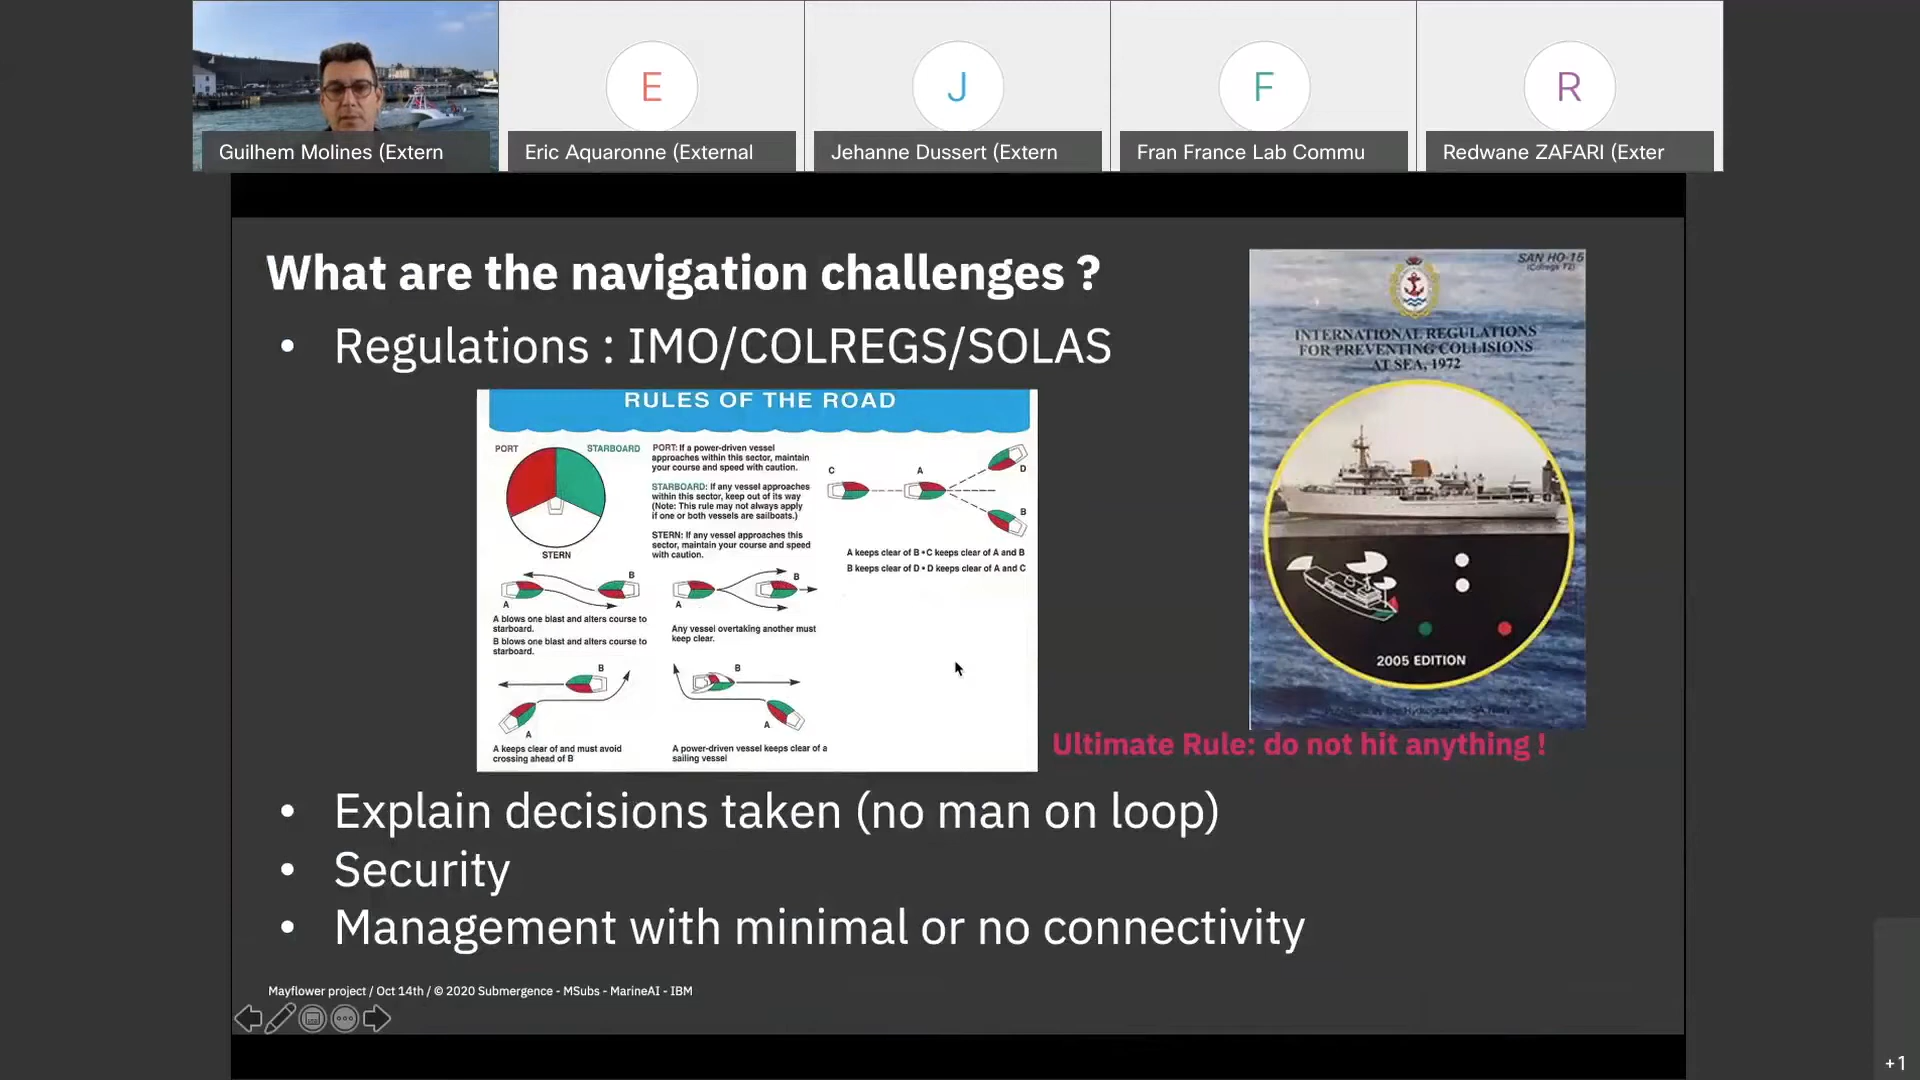 E
J
F
R
Guilhem Molines (Extern
Eric Aquaronne (External
Jehanne Dussert (Extern
Fran France Lab Commu
Redwane ZAFARI (Exter
What are the navigation challenges ?
• Regulations : IMO/COLREGS/SOLAS
RULES OF THE ROAD
PORT
STARBOARD
STERN
PORT: If a power-driven vessel
approaches within this sector, maintain
your course and speed with caution.
STARBOARD: If any vessel approaches
within this sector, keep out of its way
(Note: This rule may not always apply
if one or both vessels are sailboats.)
STERN: If any vessel approaches this
sector, maintain your course and speed
with caution.
C
A
D
B
A keeps clear of B • C keeps clear of A and B
B keeps clear of D • D keeps clear of A and C
B
A
A blows one blast and alters course to
starboard.
B blows one blast and alters course to
starboard.
B
A
Any vessel overtaking another must
keep clear.
B
A
A keeps clear of and must avoid
crossing ahead of B
B
A
A power-driven vessel keeps clear of a
sailing vessel
SAN HO-15
(Colregs 72)
INTERNATIONAL REGULATIONS
FOR PREVENTING COLLISIONS
AT SEA, 1972
2005 EDITION
Ultimate Rule: do not hit anything !
• Explain decisions taken (no man on loop)
• Security
• Management with minimal or no connectivity
Mayflower project / Oct 14th / © 2020 Submergence - MSubs - MarineAI - IBM
+1